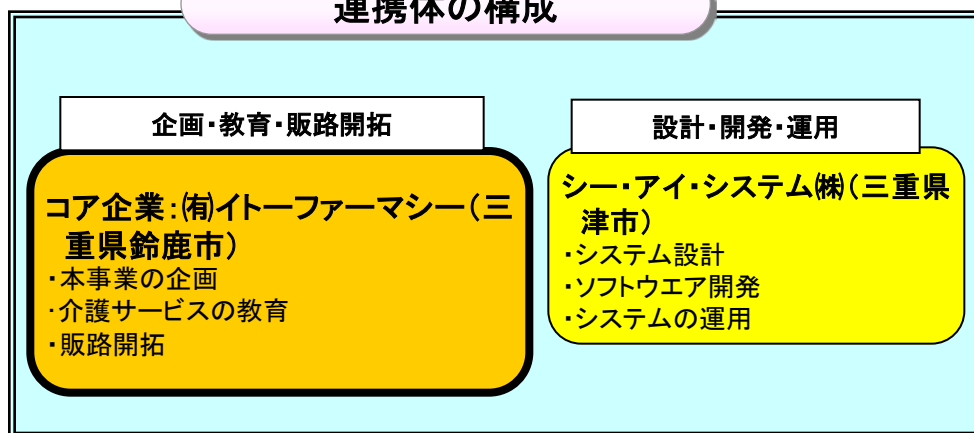 連携体の構成
企画・教育・販路開拓
コア企業:㈲イトーファーマシー(三
重県鈴鹿市)
・本事業の企画
・介護サービスの教育
・販路開拓
設計・開発・運用
シー・アイ・システム㈱(三重県
津市)
・システム設計
・ソフトウエア開発
・システムの運用